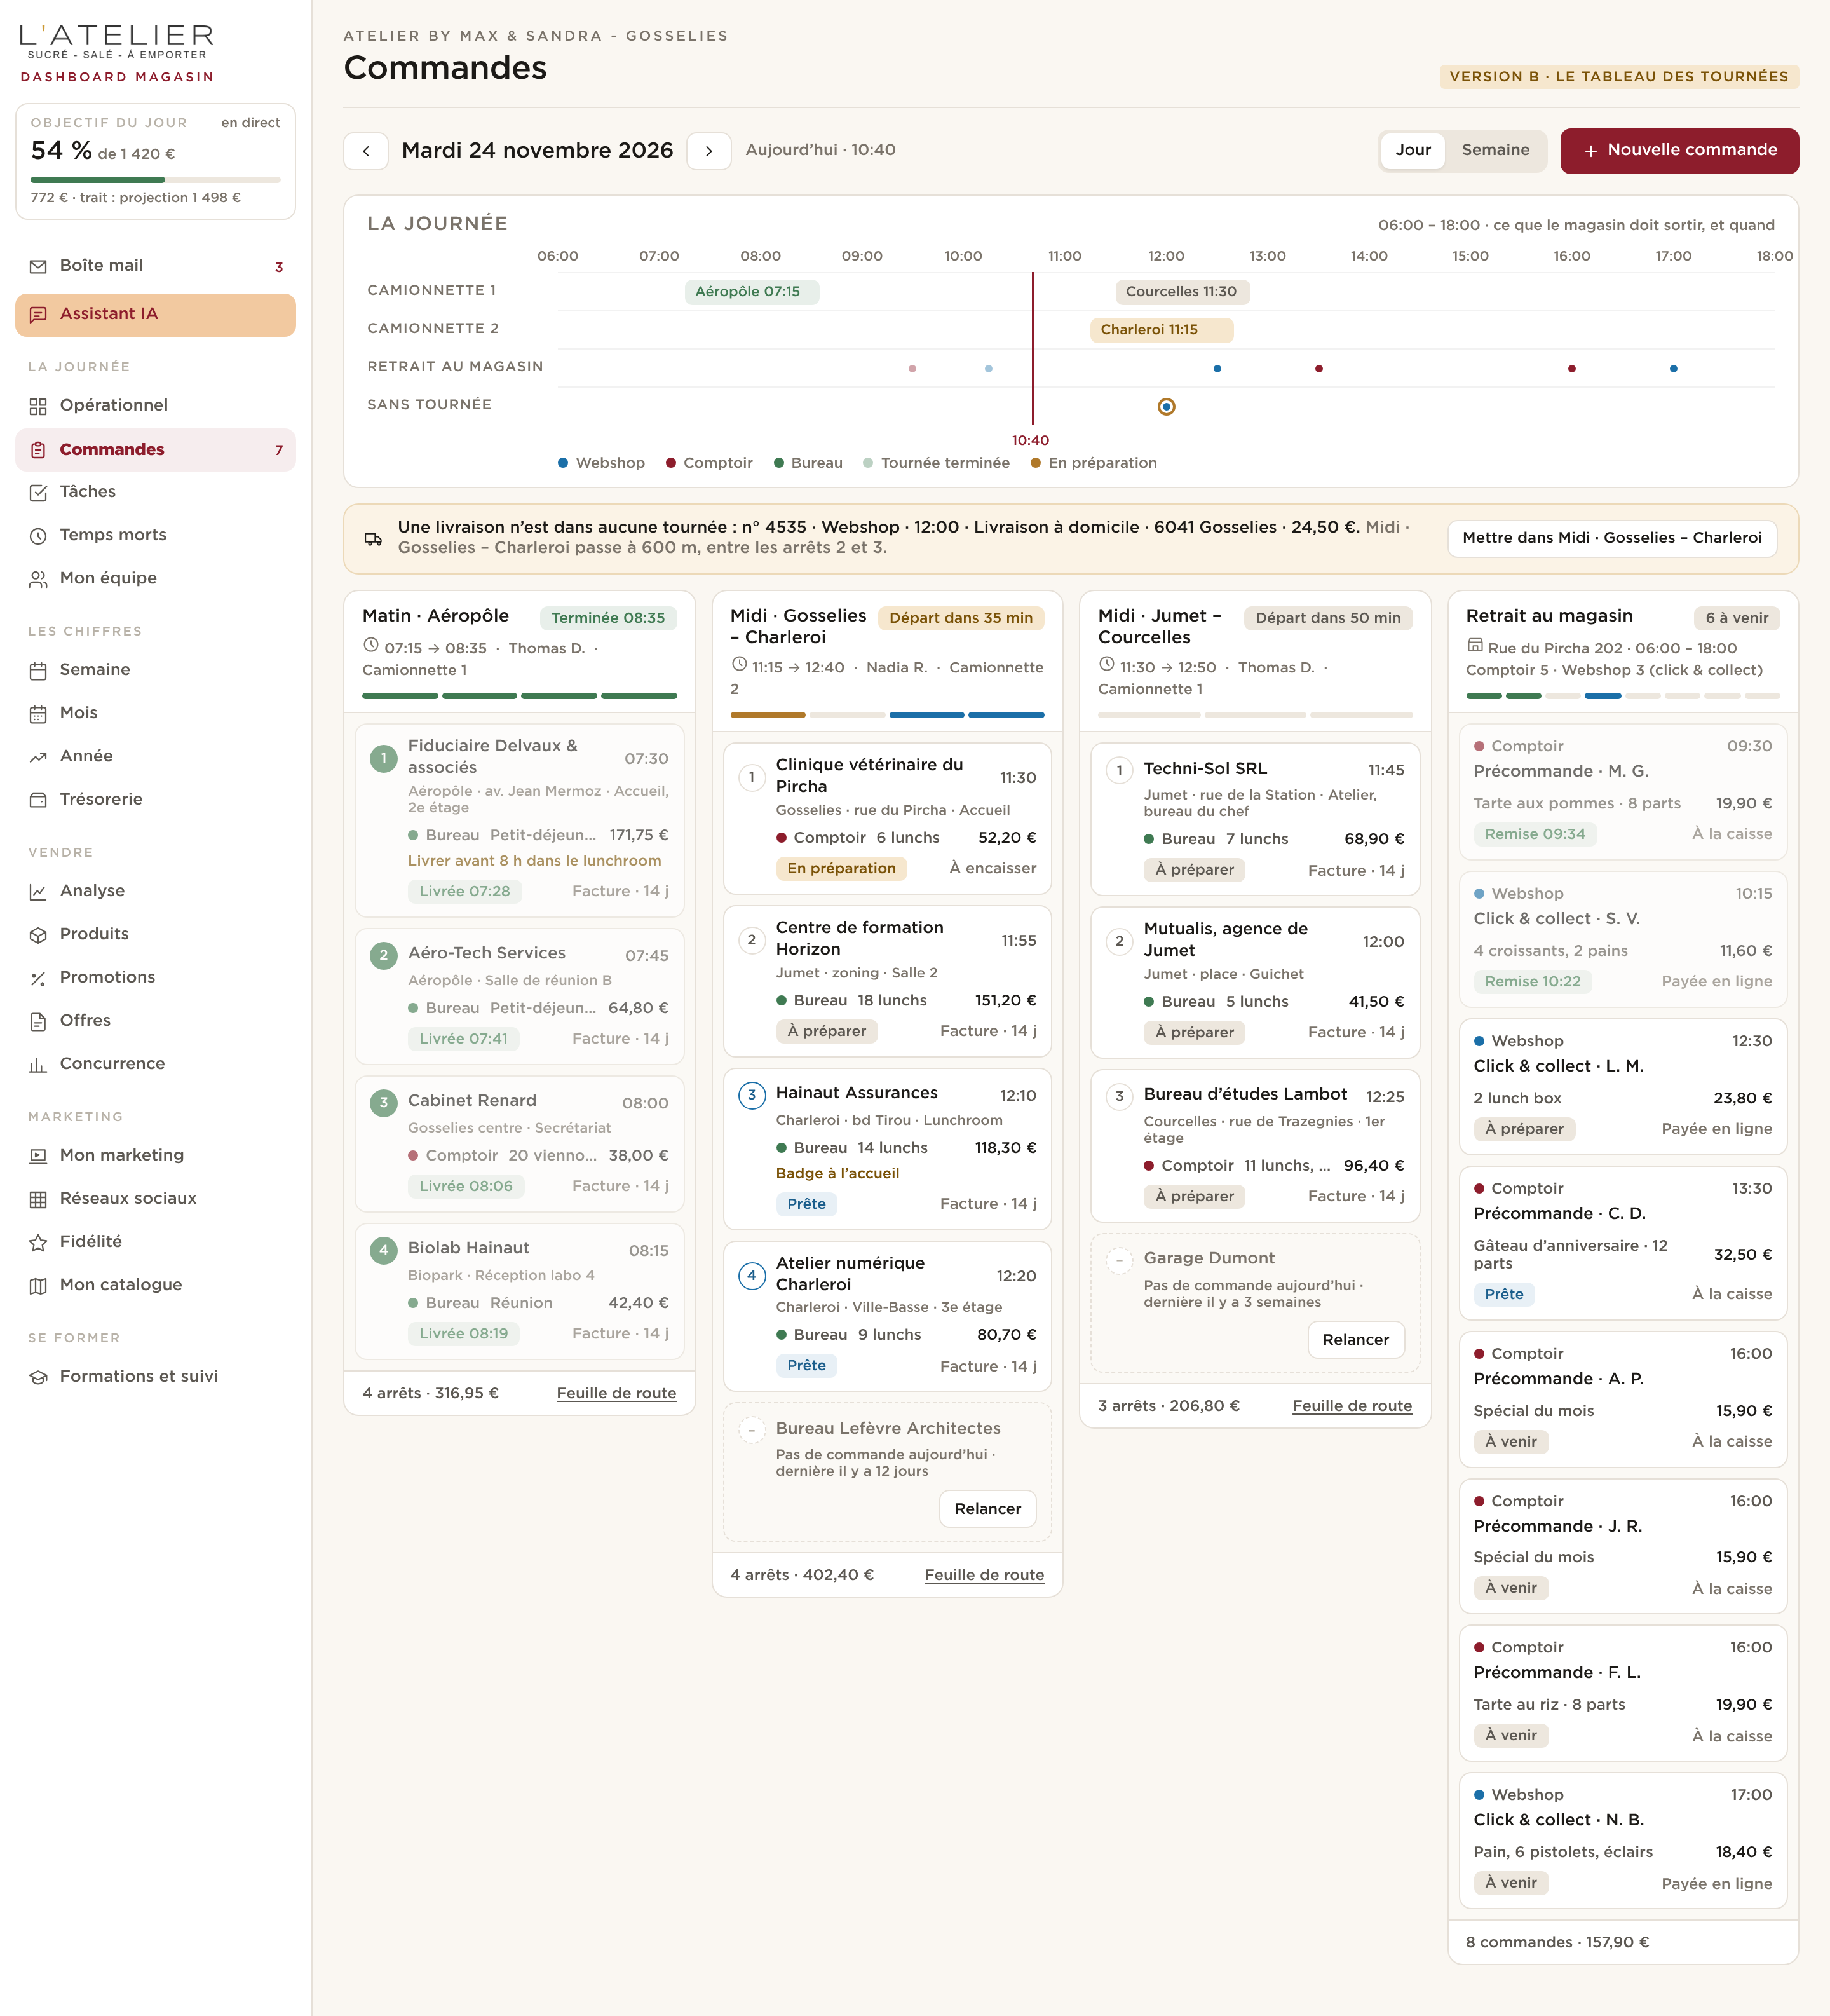 L'ATELIER
SUCRÉ - SALÉ - À EMPORTER
DASHBOARD MAGASIN
OBJECTIF DU JOUR
en direct
54 % de 1 420 €
772 € · trait : projection 1 498 €
Boîte mail
3
Assistant IA
LA JOURNÉE
Opérationnel
Commandes
7
Tâches
Temps morts
Mon équipe
LES CHIFFRES
Semaine
Mois
Année
Trésorerie
VENDRE
Analyse
Produits
Promotions
Offres
Concurrence
MARKETING
Mon marketing
Réseaux sociaux
Fidélité
Mon catalogue
SE FORMER
Formations et suivi
ATELIER BY MAX & SANDRA - GOSSELIES
Commandes
VERSION B · LE TABLEAU DES TOURNÉES
Mardi 24 novembre 2026
Aujourd’hui · 10:40
Jour
Semaine
+ Nouvelle commande
LA JOURNÉE
06:00 – 18:00 · ce que le magasin doit sortir, et quand
06:00 07:00 08:00 09:00 10:00 11:00 12:00 13:00 14:00 15:00 16:00 17:00 18:00
CAMIONNETTE 1
Aéropôle 07:15
Courcelles 11:30
CAMIONNETTE 2
Charleroi 11:15
RETRAIT AU MAGASIN
SANS TOURNÉE
10:40
Webshop
Comptoir
Bureau
Tournée terminée
En préparation
Une livraison n’est dans aucune tournée : n° 4535 · Webshop · 12:00 · Livraison à domicile · 6041 Gosselies · 24,50 €. Midi ·
Gosselies – Charleroi passe à 600 m, entre les arrêts 2 et 3.
Mettre dans Midi · Gosselies – Charleroi
Matin · Aéropôle
Terminée 08:35
07:15 → 08:35 · Thomas D. ·
Camionnette 1
1
Fiduciaire Delvaux &
associés
07:30
Aéropôle · av. Jean Mermoz · Accueil,
2e étage
Bureau Petit-déjeun... 171,75 €
Livrer avant 8 h dans le lunchroom
Livrée 07:28
Facture · 14 j
2
Aéro-Tech Services
07:45
Aéropôle · Salle de réunion B
Bureau Petit-déjeun... 64,80 €
Livrée 07:41
Facture · 14 j
3
Cabinet Renard
08:00
Gosselies centre · Secrétariat
Comptoir 20 vienno... 38,00 €
Livrée 08:06
Facture · 14 j
4
Biolab Hainaut
08:15
Biopark · Réception labo 4
Bureau Réunion 42,40 €
Livrée 08:19
Facture · 14 j
4 arrêts · 316,95 €
Feuille de route
Midi · Gosselies
– Charleroi
Départ dans 35 min
11:15 → 12:40 · Nadia R. · Camionnette
2
1
Clinique vétérinaire du
Pircha
11:30
Gosselies · rue du Pircha · Accueil
Comptoir 6 lunchs 52,20 €
En préparation
À encaisser
2
Centre de formation
Horizon
11:55
Jumet · zoning · Salle 2
Bureau 18 lunchs 151,20 €
À préparer
Facture · 14 j
3
Hainaut Assurances
12:10
Charleroi · bd Tirou · Lunchroom
Bureau 14 lunchs 118,30 €
Badge à l’accueil
Prête
Facture · 14 j
4
Atelier numérique
Charleroi
12:20
Charleroi · Ville-Basse · 3e étage
Bureau 9 lunchs 80,70 €
Prête
Facture · 14 j
–
Bureau Lefèvre Architectes
Pas de commande aujourd’hui ·
dernière il y a 12 jours
Relancer
4 arrêts · 402,40 €
Feuille de route
Midi · Jumet –
Courcelles
Départ dans 50 min
11:30 → 12:50 · Thomas D. ·
Camionnette 1
1
Techni-Sol SRL
11:45
Jumet · rue de la Station · Atelier,
bureau du chef
Bureau 7 lunchs 68,90 €
À préparer
Facture · 14 j
2
Mutualis, agence de
Jumet
12:00
Jumet · place · Guichet
Bureau 5 lunchs 41,50 €
À préparer
Facture · 14 j
3
Bureau d’études Lambot
12:25
Courcelles · rue de Trazegnies · 1er
étage
Comptoir 11 lunchs, ... 96,40 €
À préparer
Facture · 14 j
–
Garage Dumont
Pas de commande aujourd’hui ·
dernière il y a 3 semaines
Relancer
3 arrêts · 206,80 €
Feuille de route
Retrait au magasin
6 à venir
Rue du Pircha 202 · 06:00 – 18:00
Comptoir 5 · Webshop 3 (click & collect)
Comptoir
09:30
Précommande · M. G.
Tarte aux pommes · 8 parts
19,90 €
Remise 09:34
À la caisse
Webshop
10:15
Click & collect · S. V.
4 croissants, 2 pains
11,60 €
Remise 10:22
Payée en ligne
Webshop
12:30
Click & collect · L. M.
2 lunch box
23,80 €
À préparer
Payée en ligne
Comptoir
13:30
Précommande · C. D.
Gâteau d’anniversaire · 12
parts
32,50 €
Prête
À la caisse
Comptoir
16:00
Précommande · A. P.
Spécial du mois
15,90 €
À venir
À la caisse
Comptoir
16:00
Précommande · J. R.
Spécial du mois
15,90 €
À venir
À la caisse
Comptoir
16:00
Précommande · F. L.
Tarte au riz · 8 parts
19,90 €
À venir
À la caisse
Webshop
17:00
Click & collect · N. B.
Pain, 6 pistolets, éclairs
18,40 €
À venir
Payée en ligne
8 commandes · 157,90 €